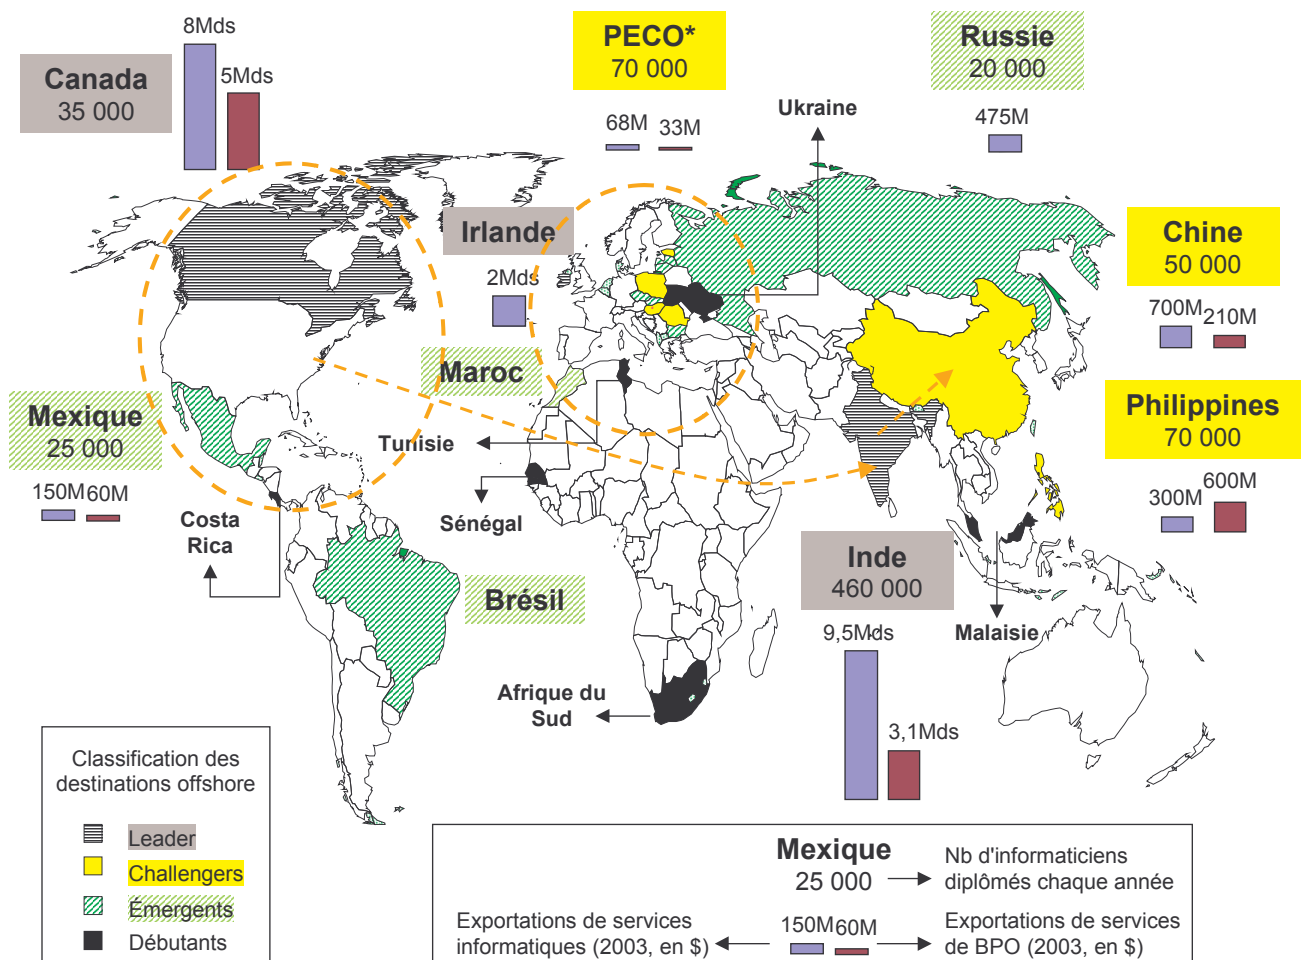 8Mds
Canada
35 000
5Mds
PECO*
70 000
68M
33M
Ukraine
Russie
20 000
475M
Irlande
2Mds
Chine
50 000
700M
210M
Maroc
Mexique
25 000
150M
60M
Tunisie
Philippines
70 000
300M
600M
Costa
Rica
Sénégal
Brésil
Inde
460 000
9,5Mds
3,1Mds
Malaisie
Afrique du
Sud
Classification des
destinations offshore
Leader
Challengers
Émergents
Débutants
Mexique
25 000
Nb d'informaticiens
diplômés chaque année
Exportations de services
informatiques (2003, en $)
150M
60M
Exportations de services
de BPO (2003, en $)